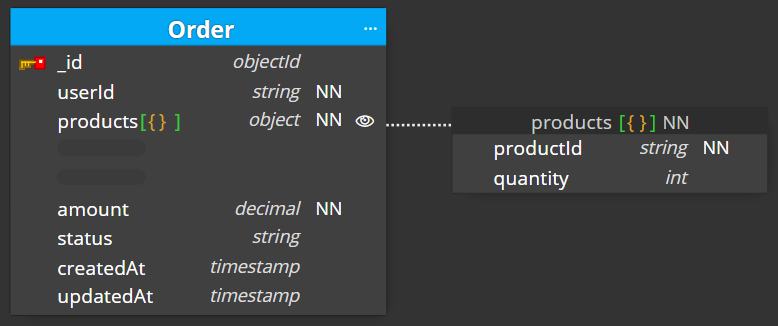 Order ...
_id objectId
userId string NN
products[{} ] object NN
amount decimal NN
status string
createdAt timestamp
updatedAt timestamp
products [{ }] NN
productId string NN
quantity int